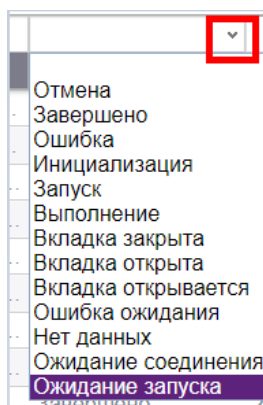 Отмена
Завершено
Ошибка
Инициализация
Запуск
Выполнение
Вкладка закрыта
Вкладка открыта
Вкладка открывается
Ошибка ожидания
Нет данных
Ожидание соединения
Ожидание запуска